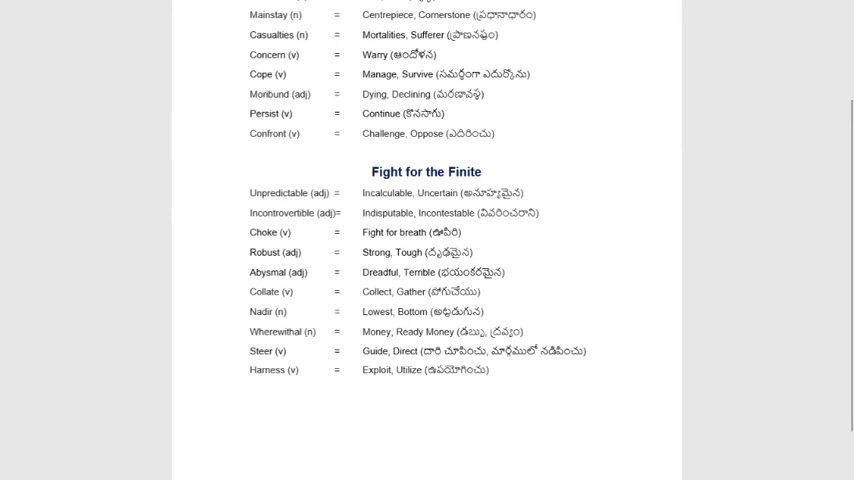 Mainstay (n) = Centrepiece, Cornerstone (ప్రధానాధారం)
Casualties (n) = Mortalities, Sufferer (ప్రాణనష్టం)
Concern (v) = Warry (ఆందోళన)
Cope (v) = Manage, Survive (సమర్థంగా ఎదుర్కొను)
Moribund (adj) = Dying, Declining (మరణావస్థ)
Persist (v) = Continue (కొనసాగు)
Confront (v) = Challenge, Oppose (ఎదిరించు)
Fight for the Finite
Unpredictable (adj) = Incalculable, Uncertain (అనూహ్యమైన)
Incontrovertible (adj)= Indisputable, Incontestable (వివరించరాని)
Choke (v) = Fight for breath (ఊపిరి)
Robust (adj) = Strong, Tough (దృఢమైన)
Abysmal (adj) = Dreadful, Terrible (భయంకరమైన)
Collate (v) = Collect, Gather (పోగుచేయు)
Nadir (n) = Lowest, Bottom (అట్టడుగున)
Wherewithal (n) = Money, Ready Money (డబ్బు, ద్రవ్యం)
Steer (v) = Guide, Direct (దారి చూపించు, మార్గములో నడిపించు)
Harness (v) = Exploit, Utilize (ఉపయోగించు)